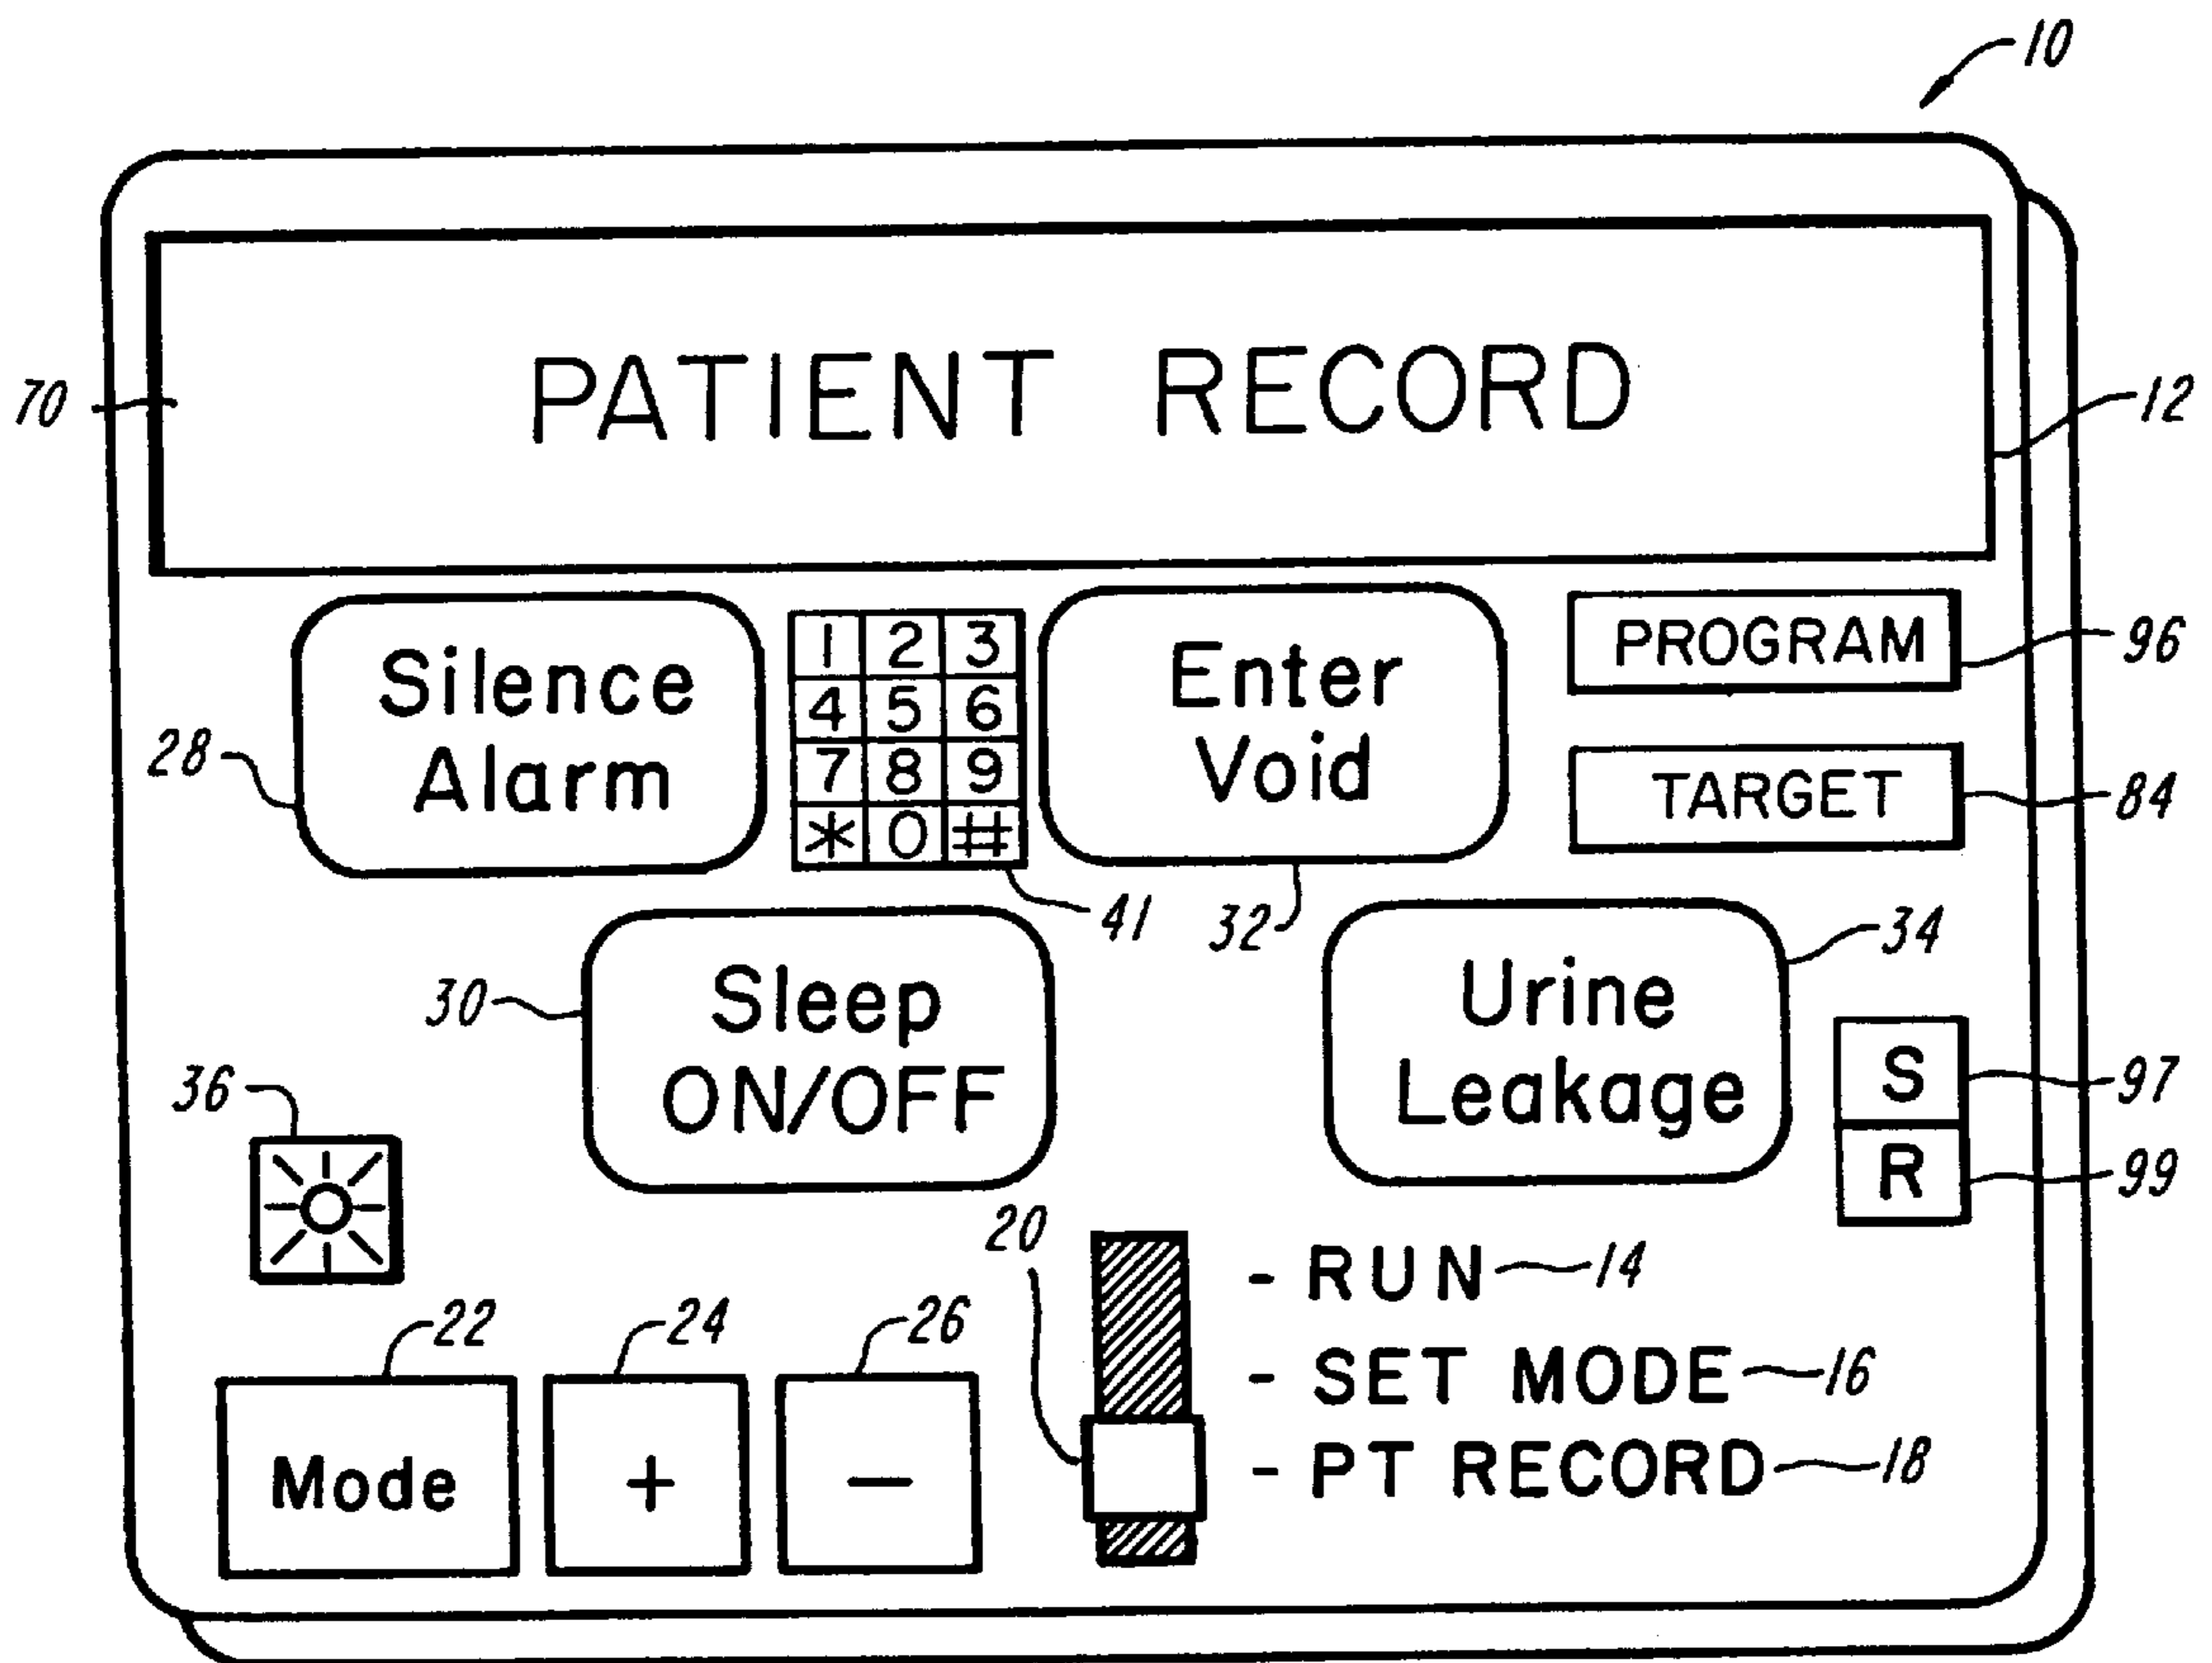 10
PATIENT RECORD
70
12
Silence
Alarm
28
1 2 3
4 5 6
7 8 9
* 0 #
41
Enter
Void
32
PROGRAM
96
TARGET
84
Sleep
ON/OFF
30
Urine
Leakage
34
S
97
R
99
36
20
- RUN 14
- SET MODE 16
- PT RECORD 18
22
Mode
24
+
26
-